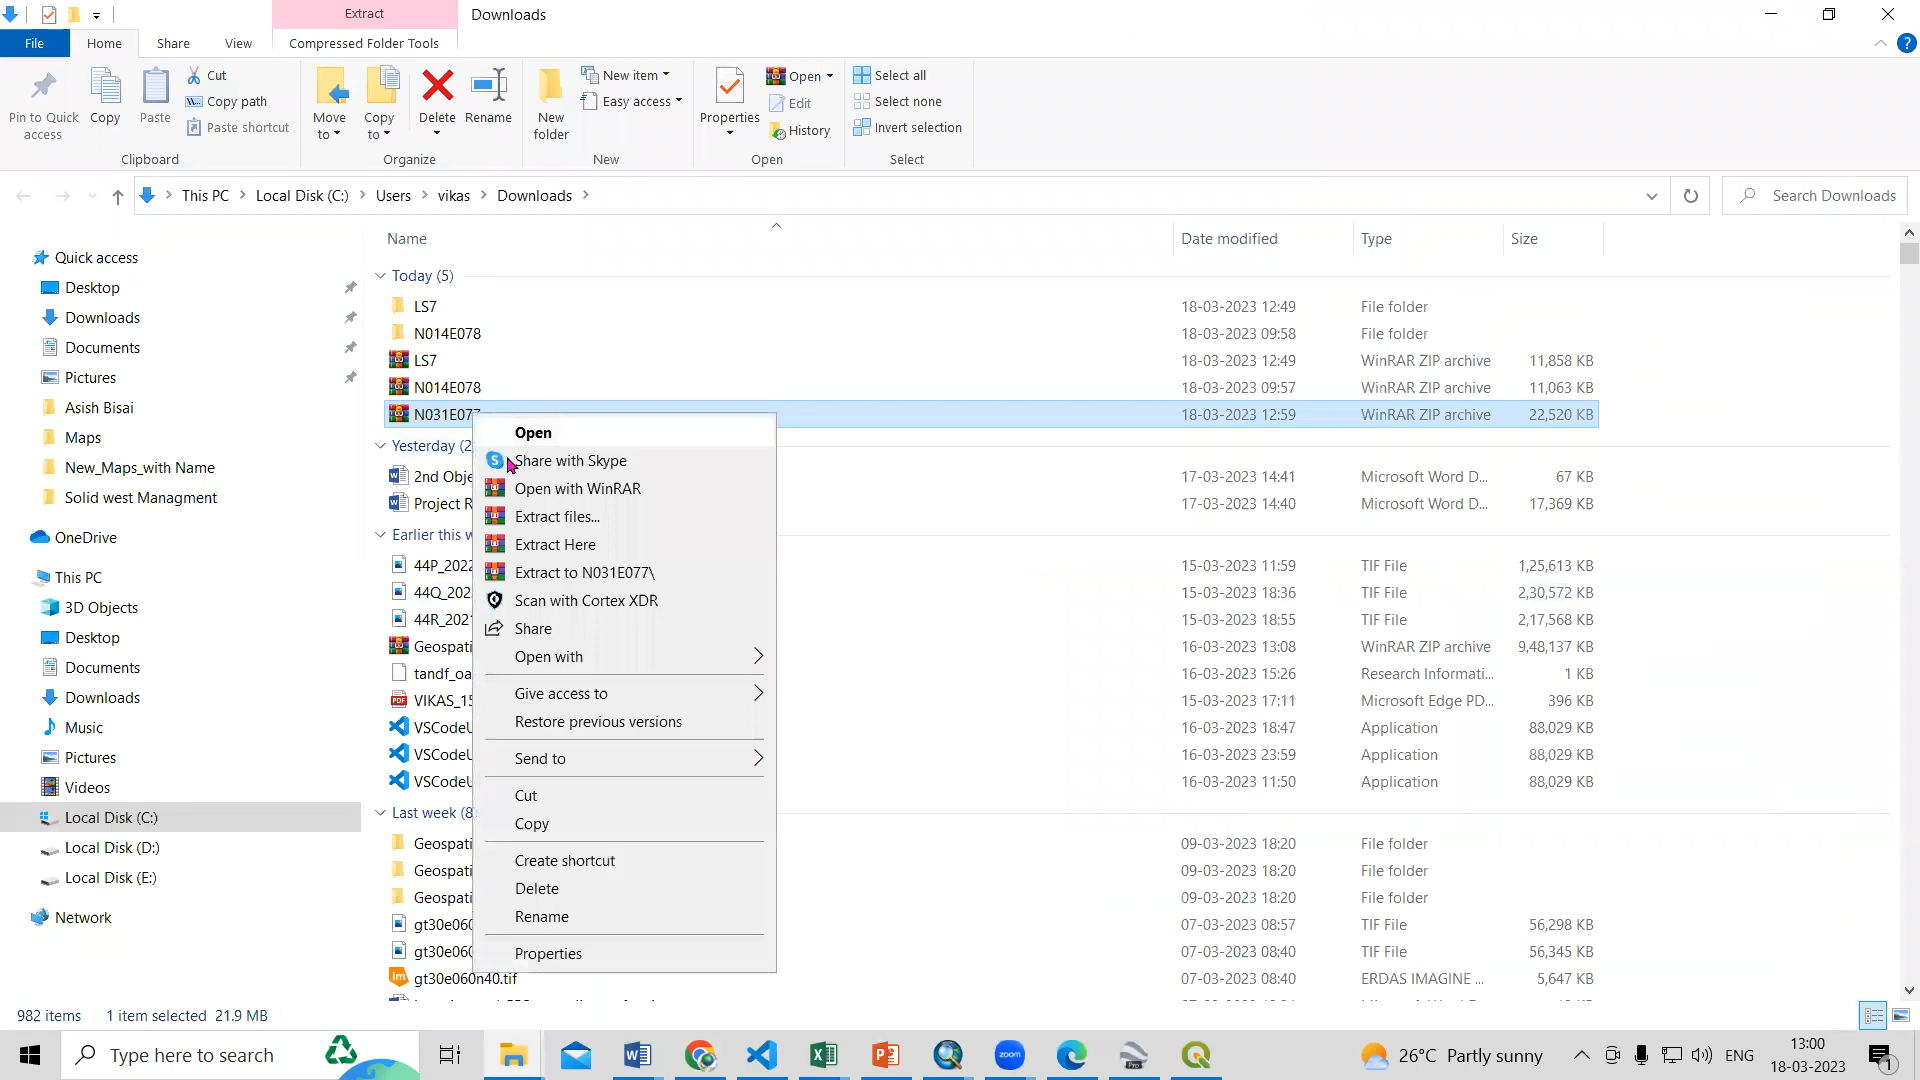 Extract
Downloads
File
Home
Share
View
Compressed Folder Tools
Pin to Quick access
Copy
Paste
Cut
Copy path
Paste shortcut
Clipboard
Move to
Copy to
Delete
Rename
Organize
New folder
New item
Easy access
New
Properties
Open
Edit
History
Open
Select all
Select none
Invert selection
Select
This PC > Local Disk (C:) > Users > vikas > Downloads >
Search Downloads
Name Date modified Type Size
Quick access
Desktop
Downloads
Documents
Pictures
Asish Bisai
Maps
New_Maps_with Name
Solid west Managment
OneDrive
This PC
3D Objects
Desktop
Documents
Downloads
Music
Pictures
Videos
Local Disk (C:)
Local Disk (D:)
Local Disk (E:)
Network
Today (5)
LS7 18-03-2023 12:49 File folder
N014E078 18-03-2023 09:58 File folder
LS7 18-03-2023 12:49 WinRAR ZIP archive 11,858 KB
N014E078 18-03-2023 09:57 WinRAR ZIP archive 11,063 KB
N031E077 18-03-2023 12:59 WinRAR ZIP archive 22,520 KB
Yesterday (2
2nd Obje 17-03-2023 14:41 Microsoft Word D... 67 KB
Project R 17-03-2023 14:40 Microsoft Word D... 17,369 KB
Earlier this w
44P_2022 15-03-2023 11:59 TIF File 1,25,613 KB
44Q_202 15-03-2023 18:36 TIF File 2,30,572 KB
44R_2021 15-03-2023 18:55 TIF File 2,17,568 KB
Geospati 16-03-2023 13:08 WinRAR ZIP archive 9,48,137 KB
tandf_oa 16-03-2023 15:26 Research Informati... 1 KB
VIKAS_15 15-03-2023 17:11 Microsoft Edge PD... 396 KB
VSCodeU 16-03-2023 18:47 Application 88,029 KB
VSCodeU 16-03-2023 23:59 Application 88,029 KB
VSCodeU 16-03-2023 11:50 Application 88,029 KB
Last week (8)
Geospati 09-03-2023 18:20 File folder
Geospati 09-03-2023 18:20 File folder
Geospati 09-03-2023 18:20 File folder
gt30e060 07-03-2023 08:57 TIF File 56,298 KB
gt30e060 07-03-2023 08:40 TIF File 56,345 KB
gt30e060n40.tif 07-03-2023 08:40 ERDAS IMAGINE ... 5,647 KB
Open
Share with Skype
Open with WinRAR
Extract files...
Extract Here
Extract to N031E077\
Scan with Cortex XDR
Share
Open with
Give access to
Restore previous versions
Send to
Cut
Copy
Create shortcut
Delete
Rename
Properties
982 items 1 item selected 21.9 MB
Type here to search
zoom
Pro
26°C Partly sunny
ENG
13:00
18-03-2023
1